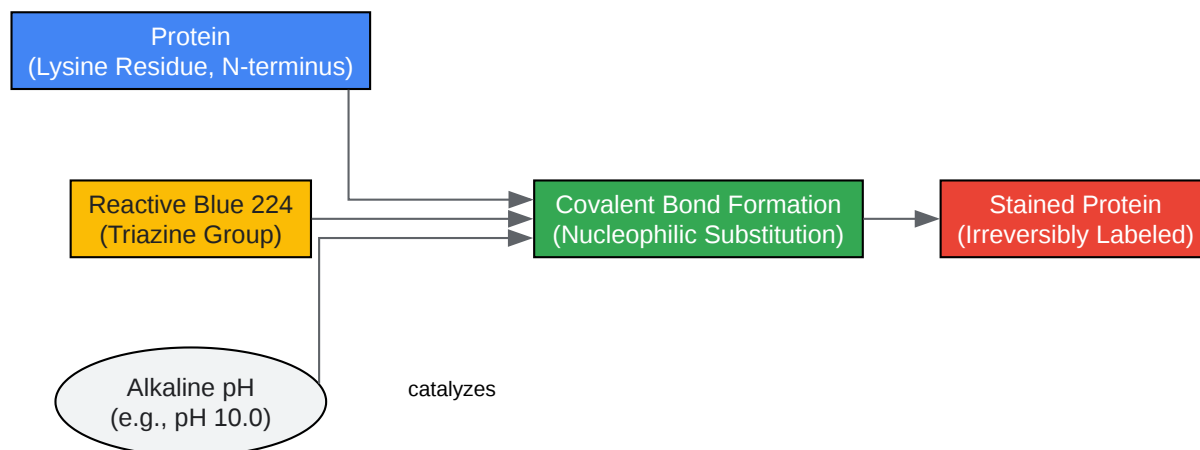 Protein
(Lysine Residue, N-terminus)
Reactive Blue 224
(Triazine Group)
Covalent Bond Formation
(Nucleophilic Substitution)
Stained Protein
(Irreversibly Labeled)
Alkaline pH
(e.g., pH 10.0)
catalyzes